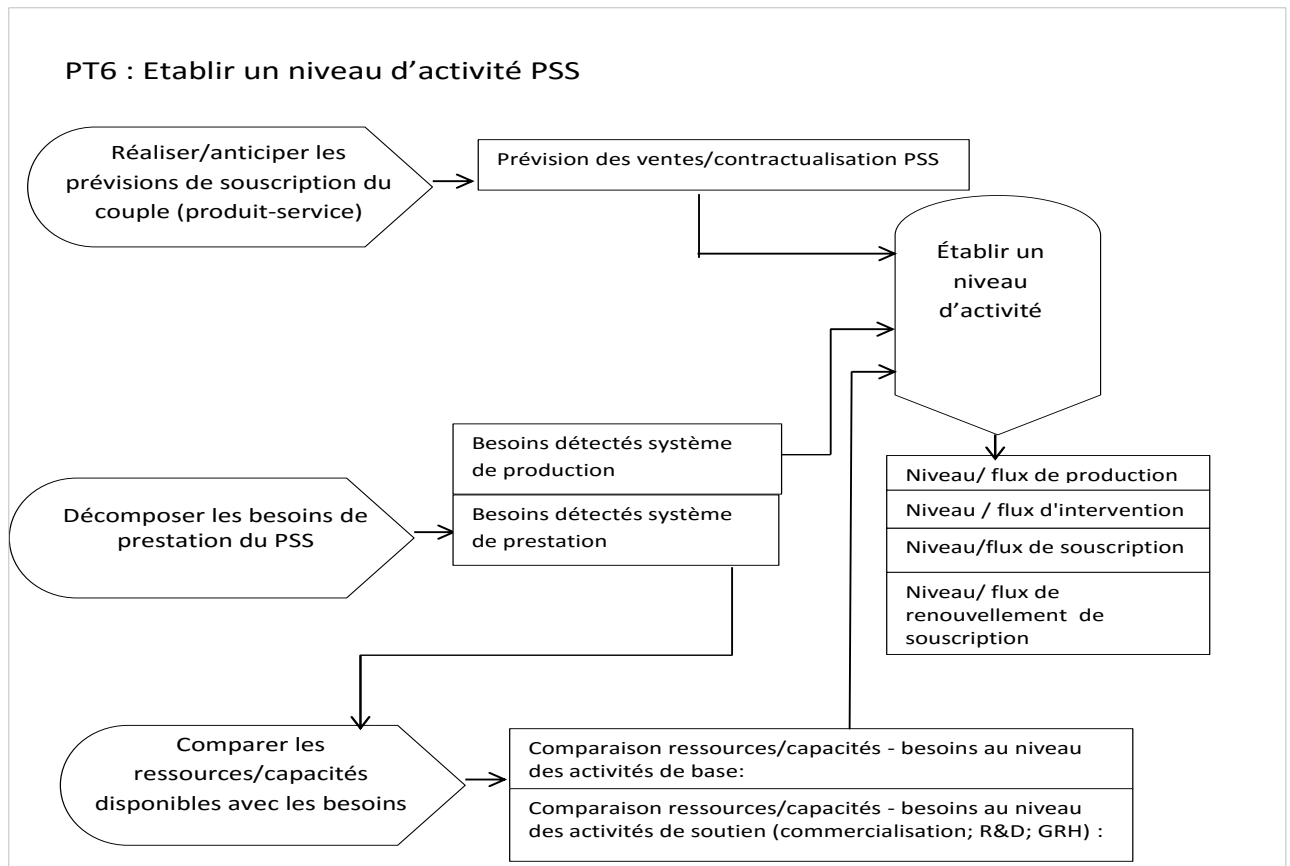 PT6 : Etablir un niveau d’activité PSS
Réaliser/anticiper les
prévisions de souscription du
couple (produit-service)
Prévision des ventes/contractualisation PSS
Établir un
niveau
d’activité
Besoins détectés système
de production
Besoins détectés système
de prestation
Décomposer les besoins de
prestation du PSS
Niveau/ flux de production
Niveau / flux d'intervention
Niveau/flux de souscription
Niveau/ flux de
renouvellement de
souscription
Comparer les
ressources/capacités
disponibles avec les besoins
Comparaison ressources/capacités - besoins au niveau
des activités de base:
Comparaison ressources/capacités - besoins au niveau
des activités de soutien (commercialisation; R&D; GRH) :